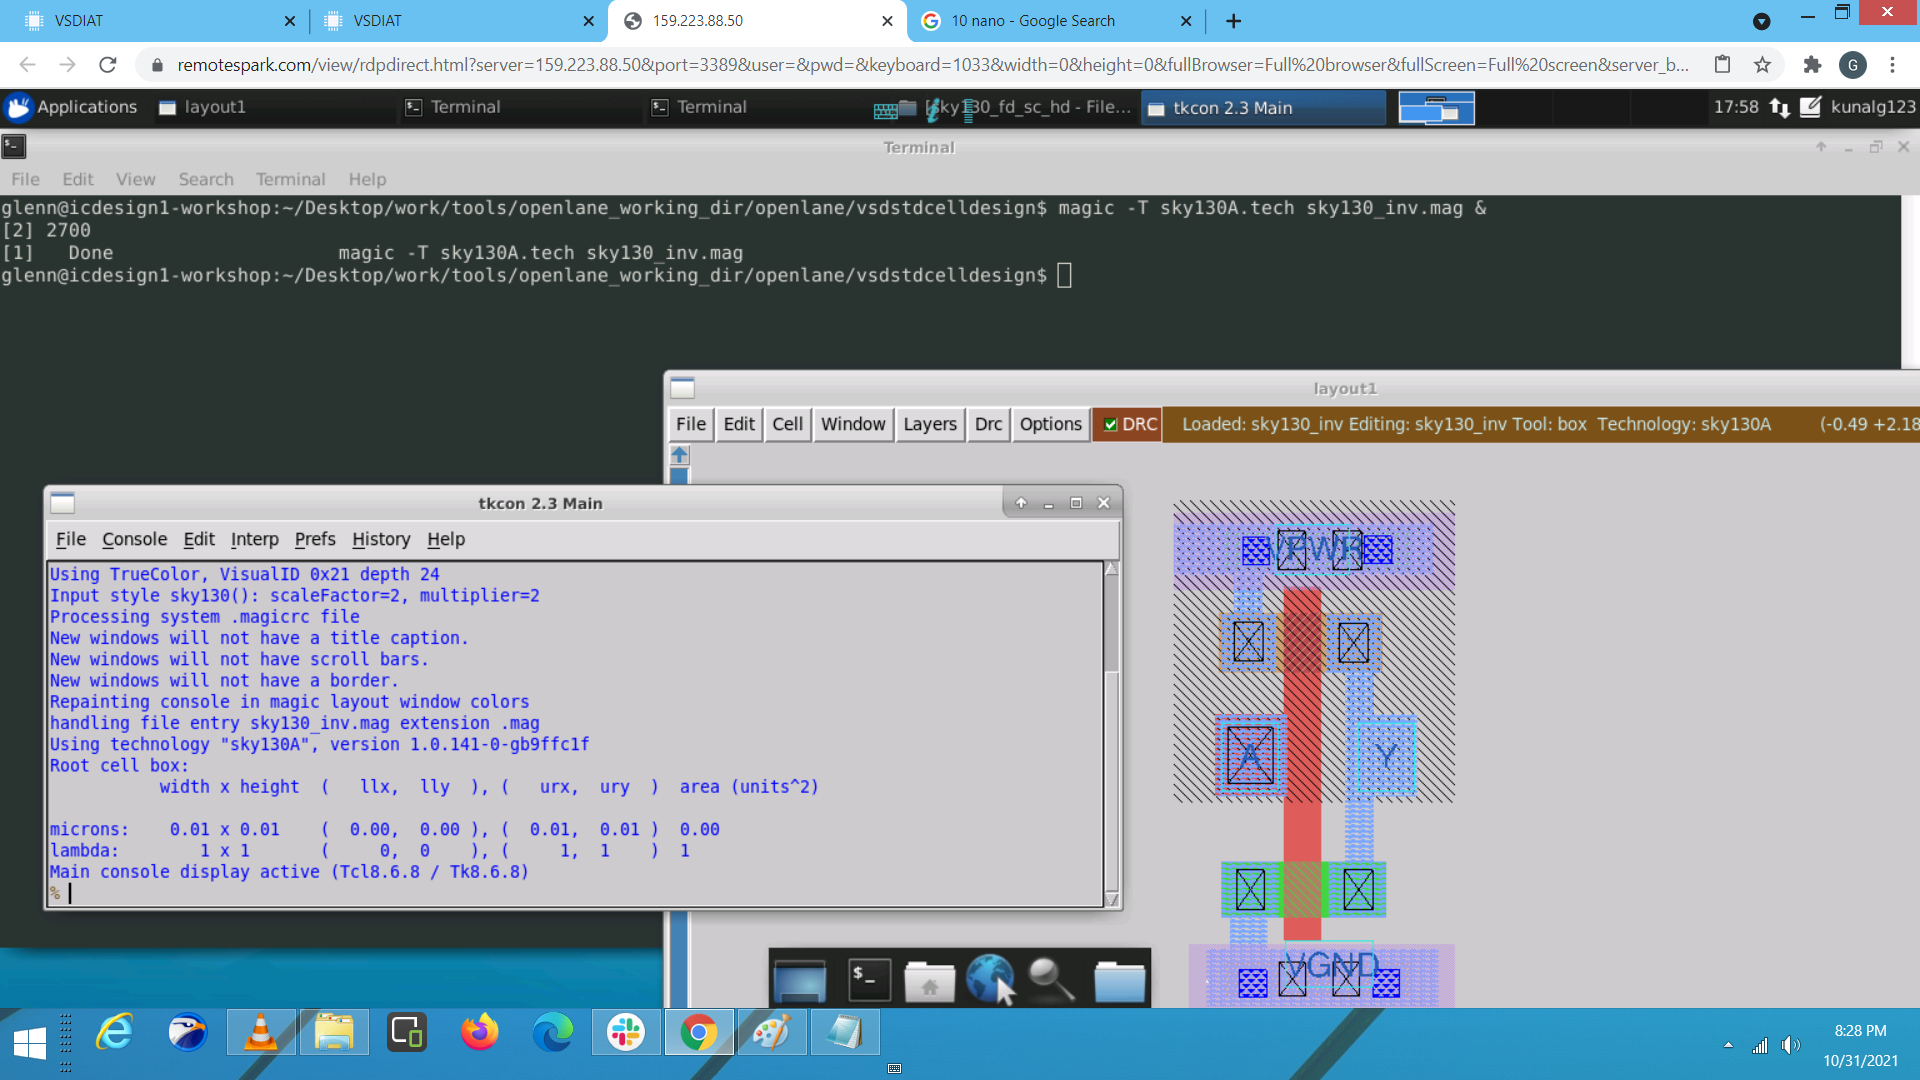 VSDIAT
VSDIAT
159.223.88.50
10 nano - Google Search
remotespark.com/view/rdpdirect.html?server=159.223.88.50&port=3389&user=&pwd=&keyboard=1033&width=0&height=0&fullBrowser=Full%20browser&fullScreen=Full%20screen&server_b...
G
Applications
layout1
Terminal
Terminal
[sky130_fd_sc_hd - File...
tkcon 2.3 Main
17:58
kunalg123
Terminal
File Edit View Search Terminal Help
glenn@icdesign1-workshop:~/Desktop/work/tools/openlane_working_dir/openlane/vsdstdcelldesign$ magic -T sky130A.tech sky130_inv.mag &
[2] 2700
[1]   Done                    magic -T sky130A.tech sky130_inv.mag
glenn@icdesign1-workshop:~/Desktop/work/tools/openlane_working_dir/openlane/vsdstdcelldesign$
layout1
File Edit Cell Window Layers Drc Options DRC Loaded: sky130_inv Editing: sky130_inv Tool: box Technology: sky130A (-0.49 +2.18
tkcon 2.3 Main
File Console Edit Interp Prefs History Help
Using TrueColor, VisualID 0x21 depth 24
Input style sky130(): scaleFactor=2, multiplier=2
Processing system .magicrc file
New windows will not have a title caption.
New windows will not have scroll bars.
New windows will not have a border.
Repainting console in magic layout window colors
handling file entry sky130_inv.mag extension .mag
Using technology "sky130A", version 1.0.141-0-gb9ffc1f
Root cell box:
width x height ( llx, lly ), ( urx, ury ) area (units^2)
microns: 0.01 x 0.01 ( 0.00, 0.00 ), ( 0.01, 0.01 ) 0.00
lambda: 1 x 1 ( 0, 0 ), ( 1, 1 ) 1
Main console display active (Tcl8.6.8 / Tk8.6.8)
%
VPWR
A
Y
VGND
8:28 PM
10/31/2021